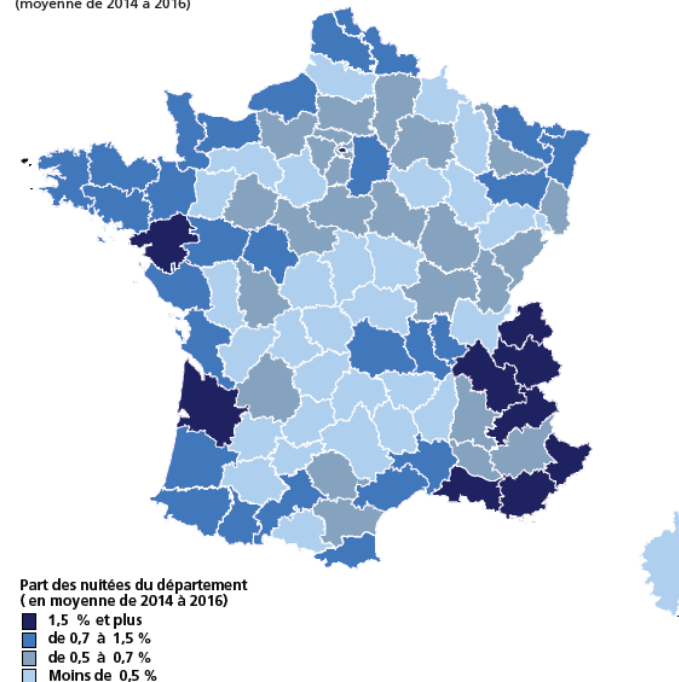 (moyenne de 2014 à 2016)
Part des nuitées du département
( en moyenne de 2014 à 2016)
1,5 % et plus
de 0,7 à 1,5 %
de 0,5 à 0,7 %
Moins de 0,5 %